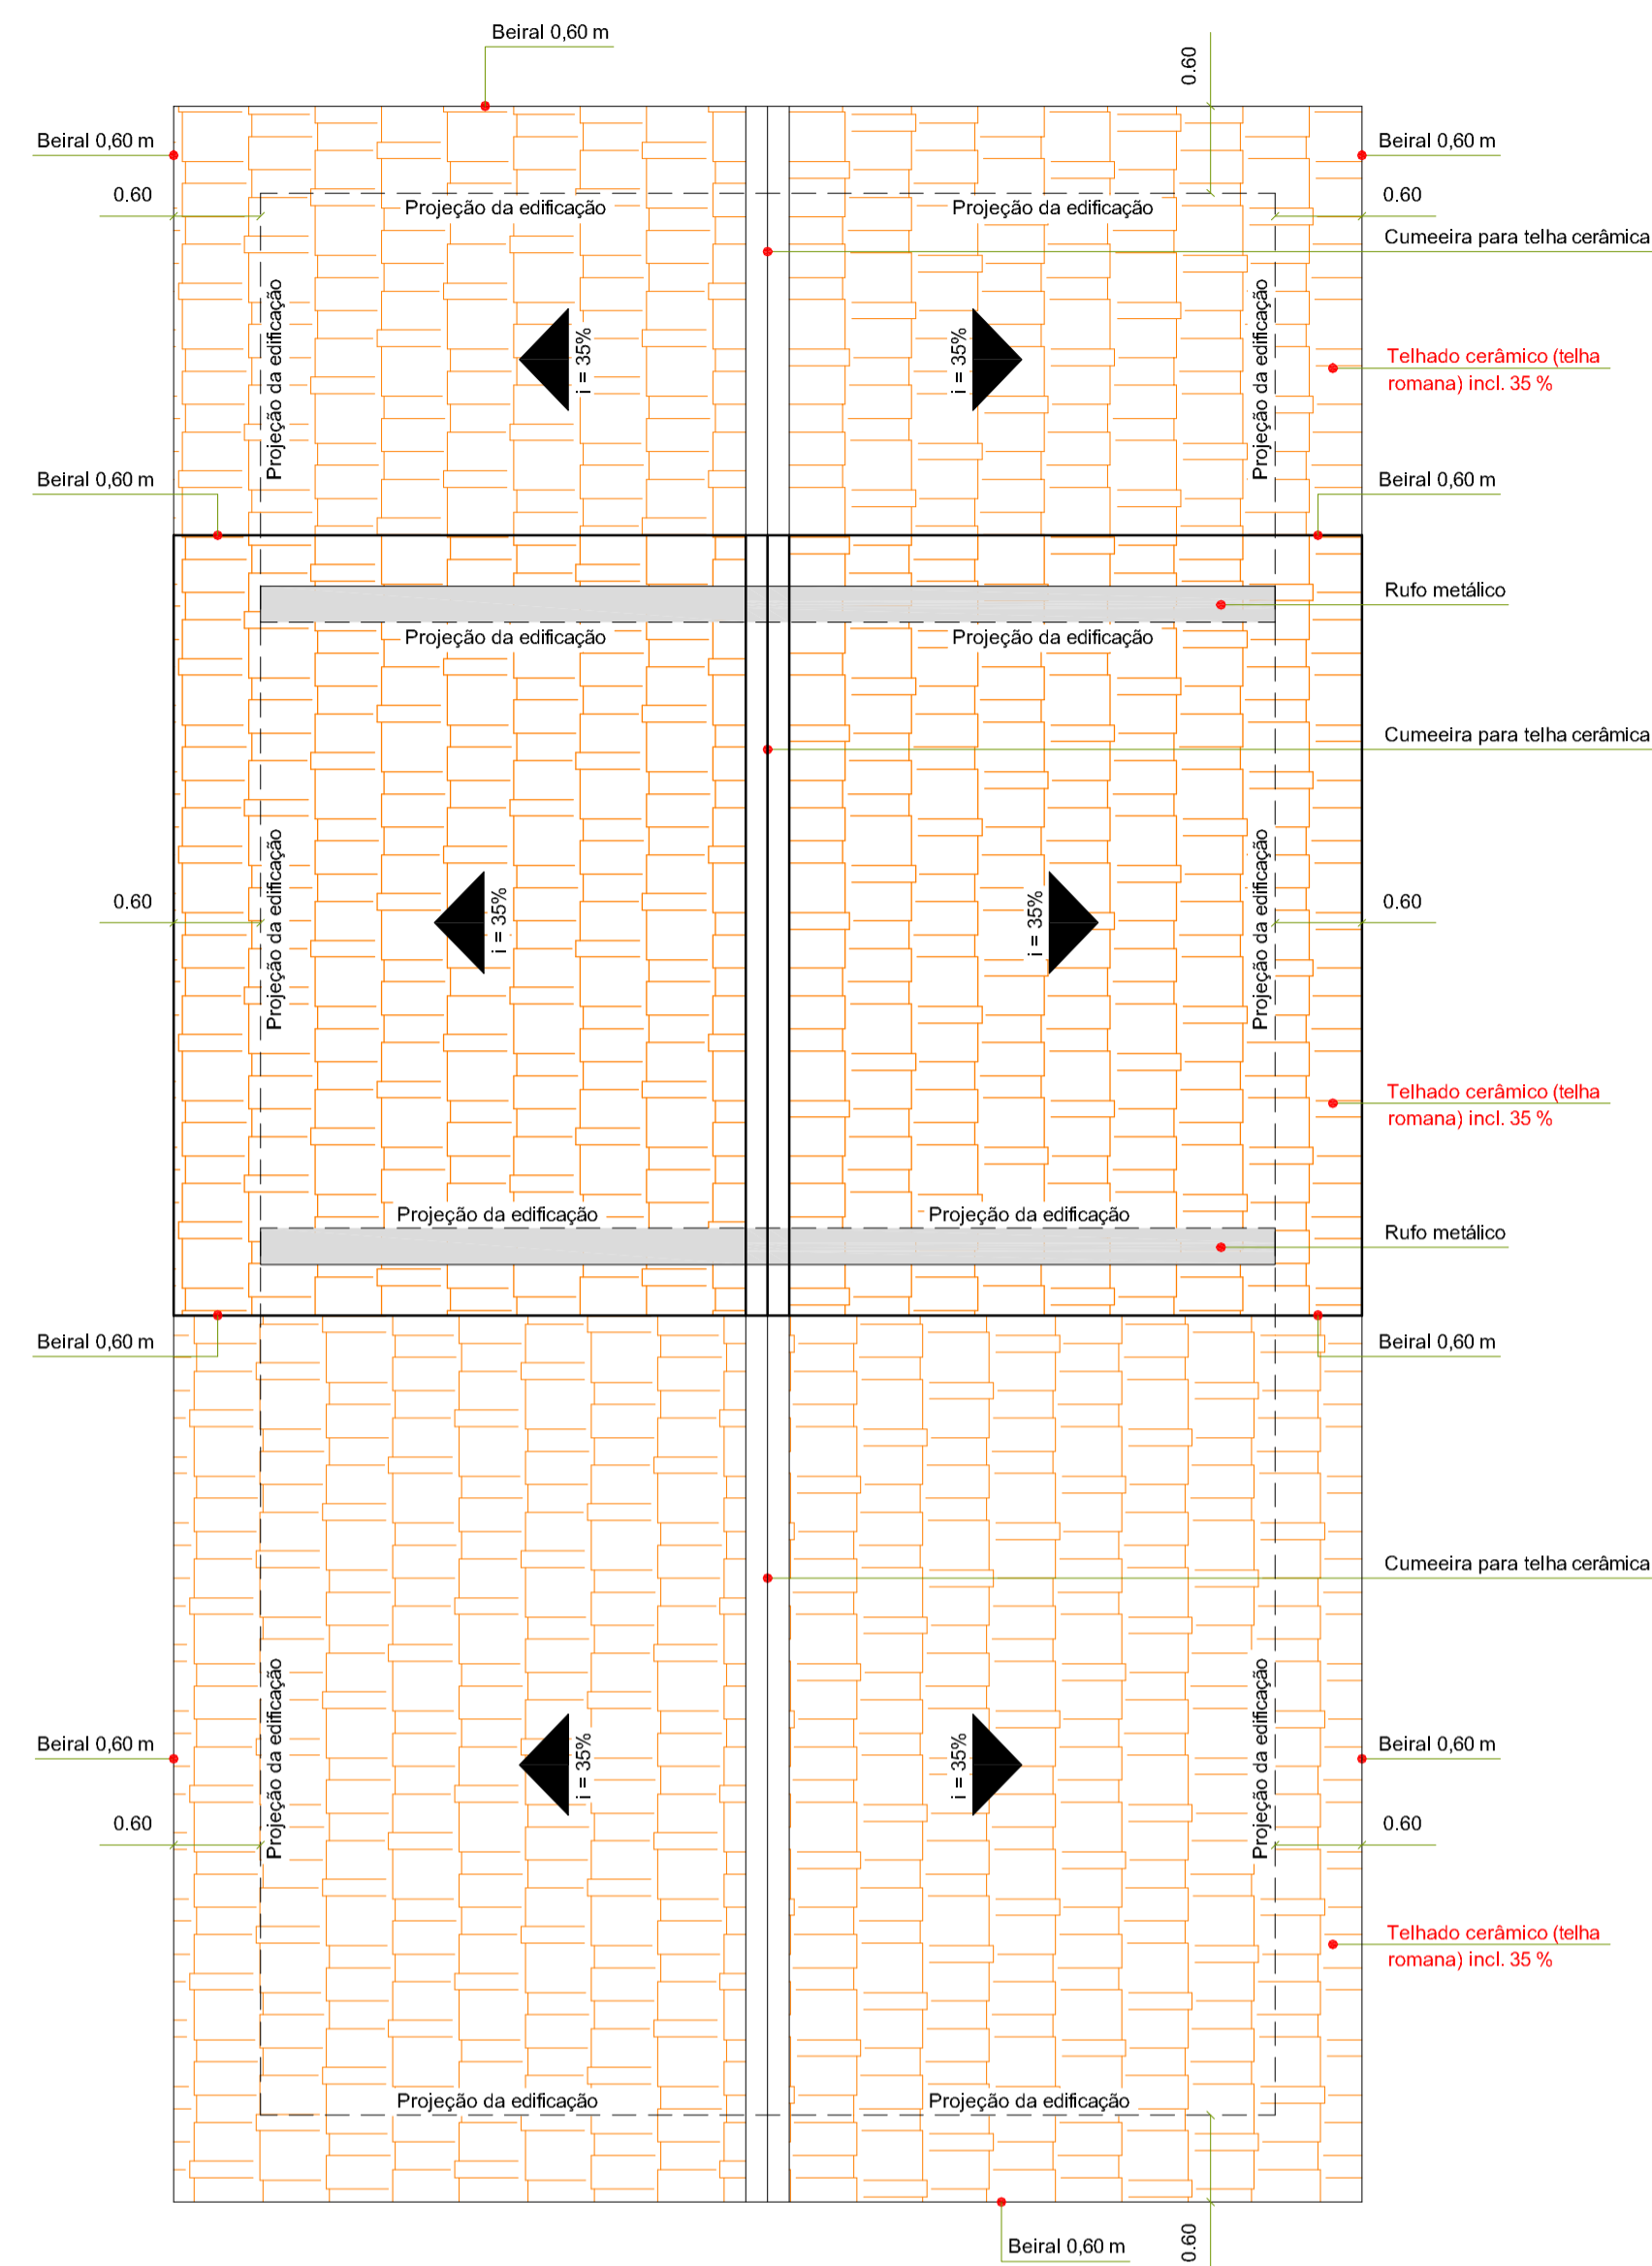 Beiral 0,60 m
0.60
Beiral 0,60 m
Beiral 0,60 m
0.60
0.60
Projeção da edificação
Projeção da edificação
Cumeeira para telha cerâmica
Projeção da edificação
Projeção da edificação
i = 35%
i = 35%
Telhado cerâmico (telha
romana) incl. 35 %
Beiral 0,60 m
Beiral 0,60 m
Rufo metálico
Projeção da edificação
Projeção da edificação
Cumeeira para telha cerâmica
0.60
Projeção da edificação
i = 35%
i = 35%
Projeção da edificação
0.60
Telhado cerâmico (telha
romana) incl. 35 %
Projeção da edificação
Projeção da edificação
Rufo metálico
Beiral 0,60 m
Beiral 0,60 m
Cumeeira para telha cerâmica
Beiral 0,60 m
Projeção da edificação
i = 35%
i = 35%
Projeção da edificação
Beiral 0,60 m
0.60
0.60
Telhado cerâmico (telha
romana) incl. 35 %
Projeção da edificação
Projeção da edificação
Beiral 0,60 m
0.60